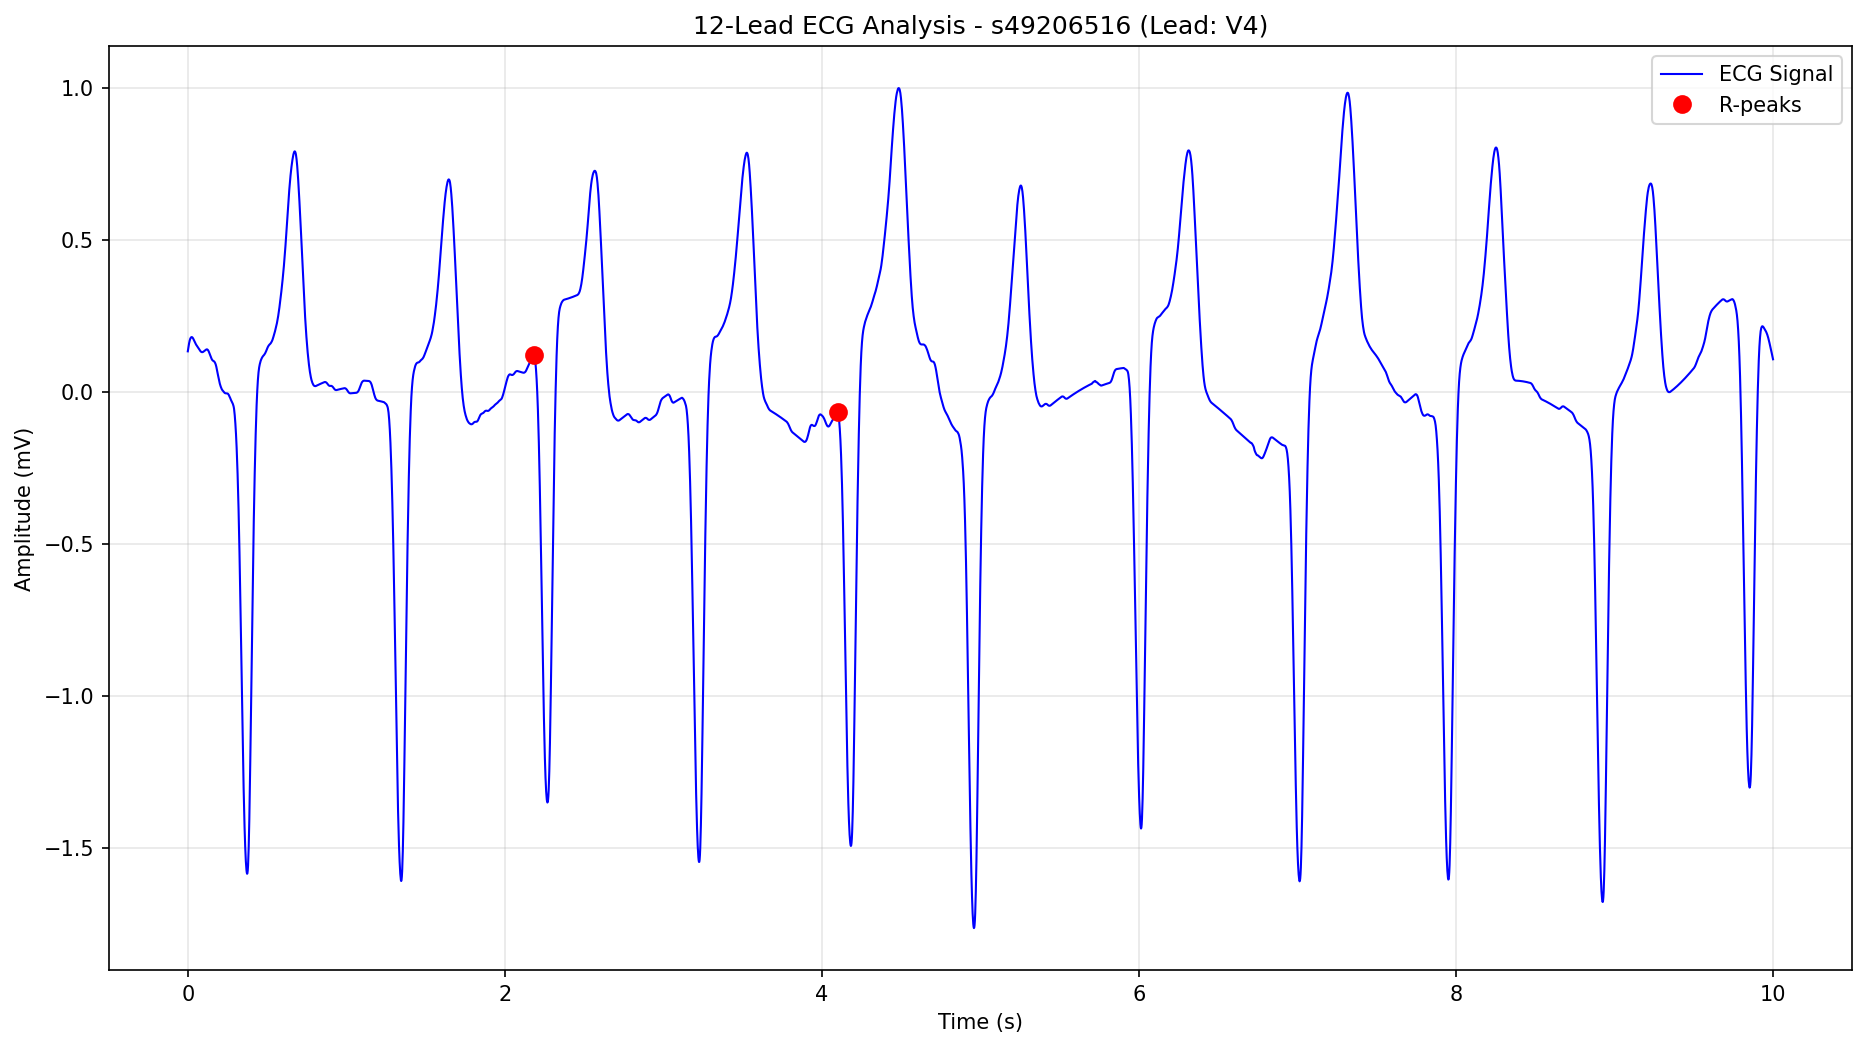 12-Lead ECG Analysis - s49206516 (Lead: V4)
ECG Signal
R-peaks
Amplitude (mV)
1.0
0.5
0.0
−0.5
−1.0
−1.5
0 2 4 6 8 10
Time (s)